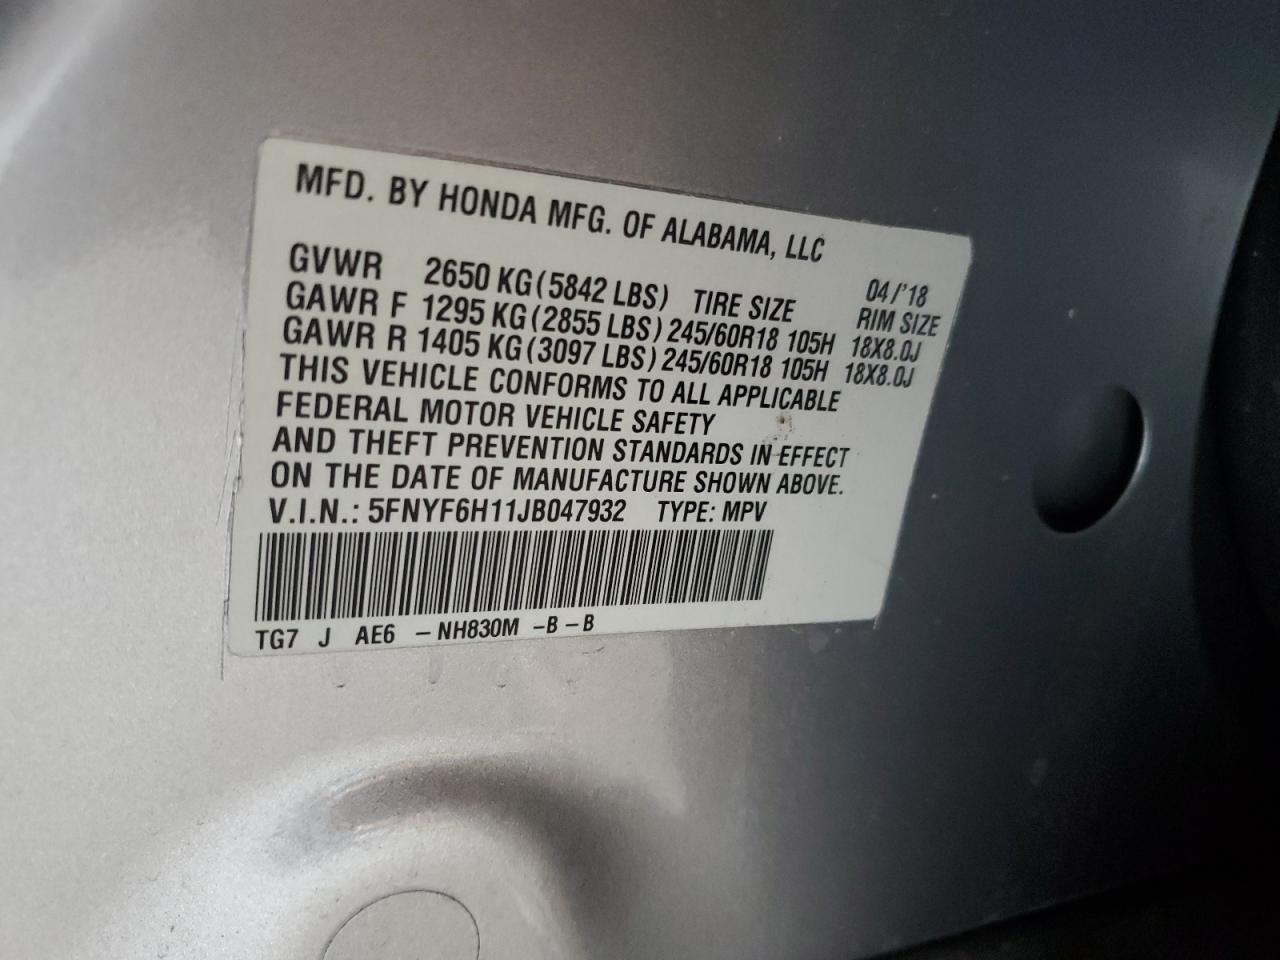 MFD. BY HONDA MFG. OF ALABAMA, LLC
04/'18
GVWR 2650 KG(5842 LBS) TIRE SIZE RIM SIZE
GAWR F 1295 KG(2855 LBS) 245/60R18 105H 18X8.0J
GAWR R 1405 KG(3097 LBS) 245/60R18 105H 18X8.0J
THIS VEHICLE CONFORMS TO ALL APPLICABLE
FEDERAL MOTOR VEHICLE SAFETY
AND THEFT PREVENTION STANDARDS IN EFFECT
ON THE DATE OF MANUFACTURE SHOWN ABOVE.
V.I.N.: 5FNYF6H11JB047932 TYPE: MPV
TG7 J AE6 -NH830M -B-B